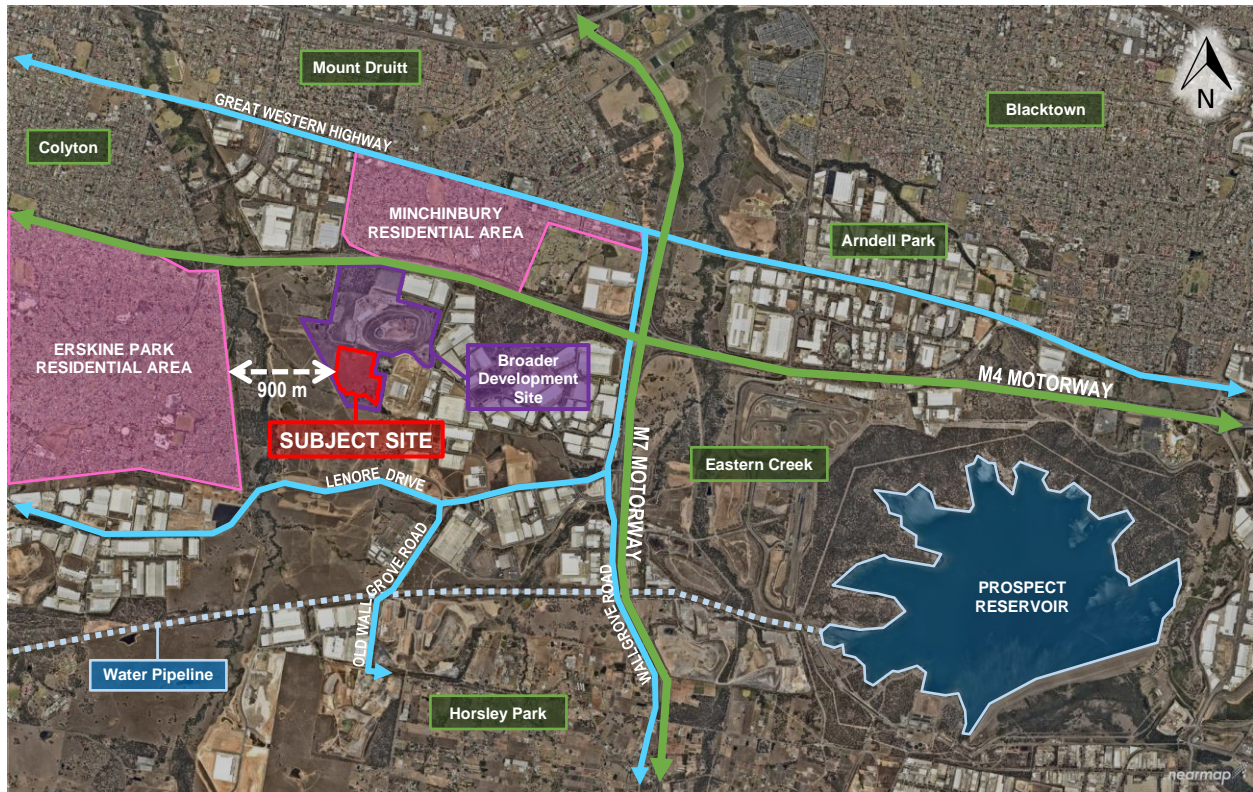 Mount Druitt
N
Blacktown
GREAT WESTERN HIGHWAY
Colyton
MINCHINBURY
RESIDENTIAL AREA
Arndell Park
ERSKINE PARK
RESIDENTIAL AREA
900 m
Broader
Development
Site
M4 MOTORWAY
SUBJECT SITE
M7 MOTORWAY
Eastern Creek
LENORE DRIVE
OLD WALLGROVE ROAD
WALLGROVE ROAD
PROSPECT
RESERVOIR
Water Pipeline
Horsley Park
nearmap